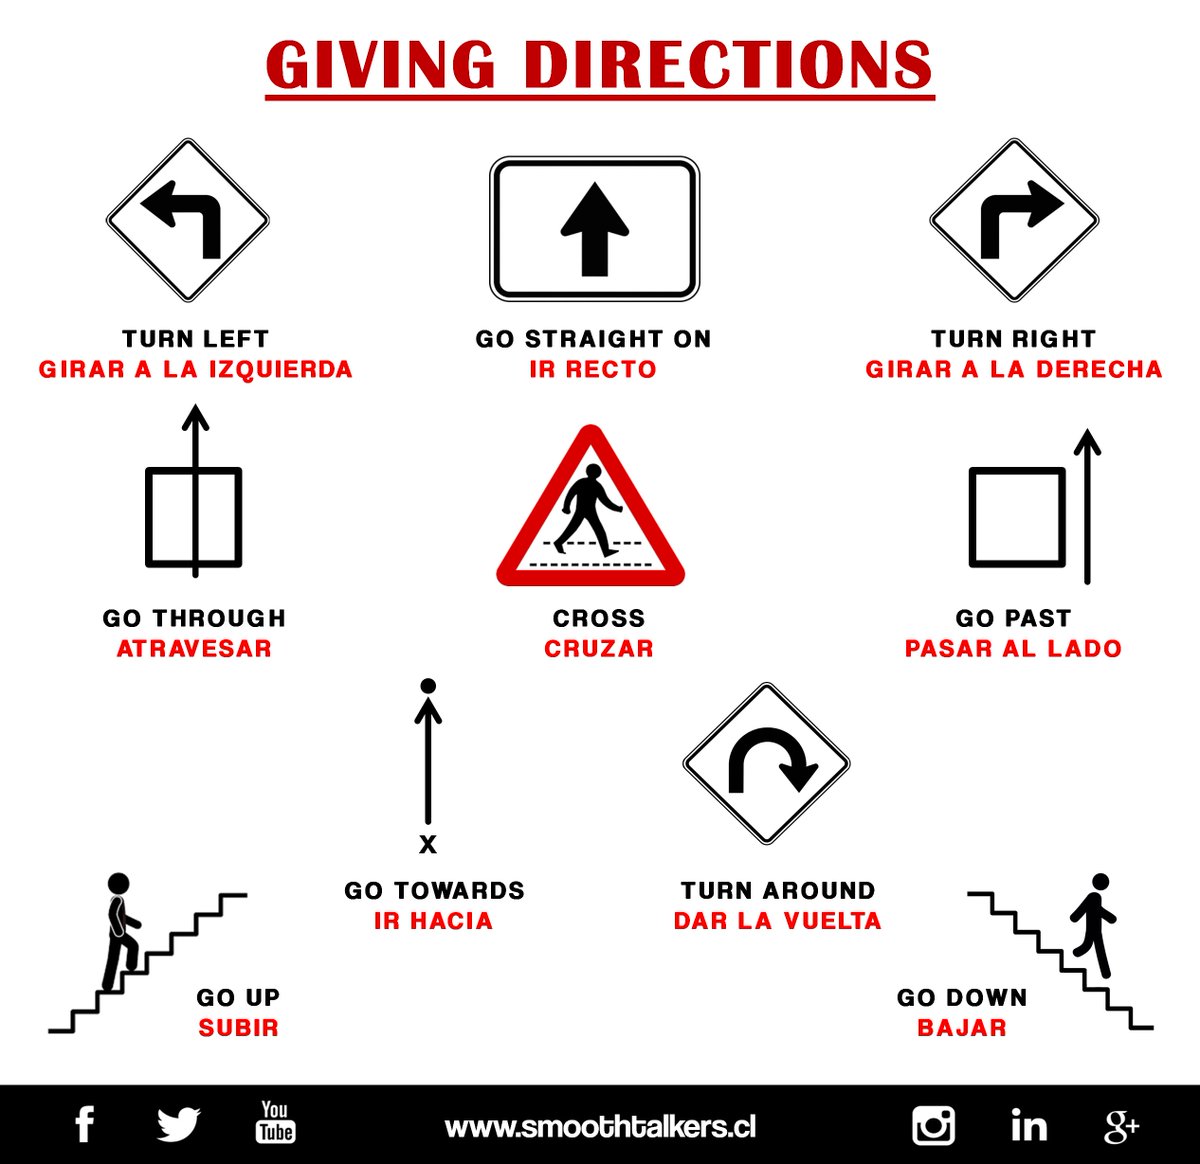 GIVING DIRECTIONS
TURN LEFT
GIRAR A LA IZQUIERDA
GO STRAIGHT ON
IR RECTO
TURN RIGHT
GIRAR A LA DERECHA
GO THROUGH
ATRAVESAR
CROSS
CRUZAR
GO PAST
PASAR AL LADO
X
GO TOWARDS
IR HACIA
TURN AROUND
DAR LA VUELTA
GO UP
SUBIR
GO DOWN
BAJAR
f
You
Tube
www.smoothtalkers.cl
in
g+